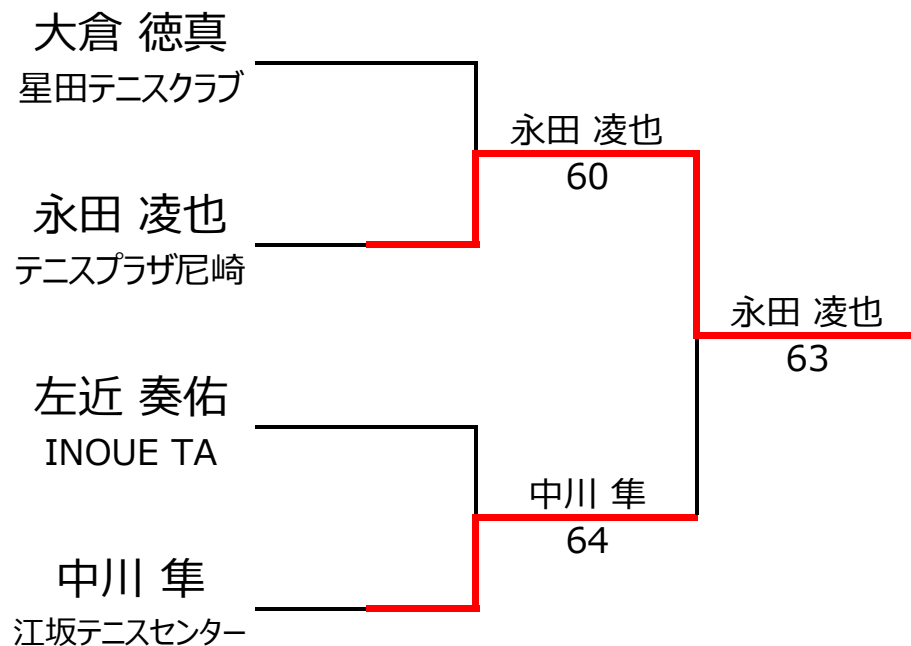 大倉 徳真
星田テニスクラブ
永田 凌也
60
永田 凌也
テニスプラザ尼崎
永田 凌也
63
左近 奏佑
INOUE TA
中川 隼
64
中川 隼
江坂テニスセンター